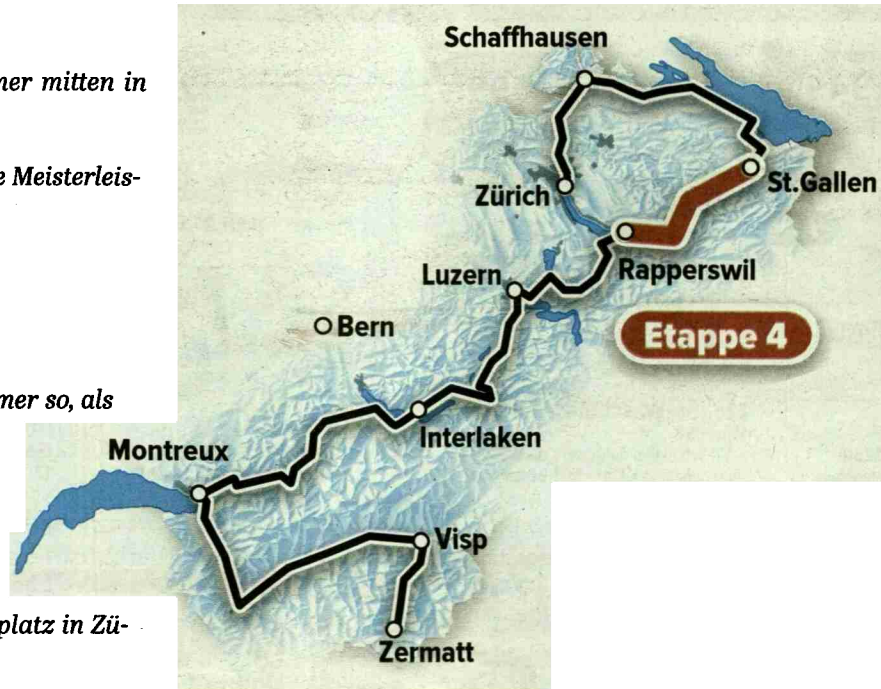 ner mitten in
e Meisterleis-
ner so, als
platz in Zü-
Schaffhausen
St.Gallen
Zürich
Rapperswil
Luzern
Etappe 4
Bern
Interlaken
Montreux
Visp
Zermatt